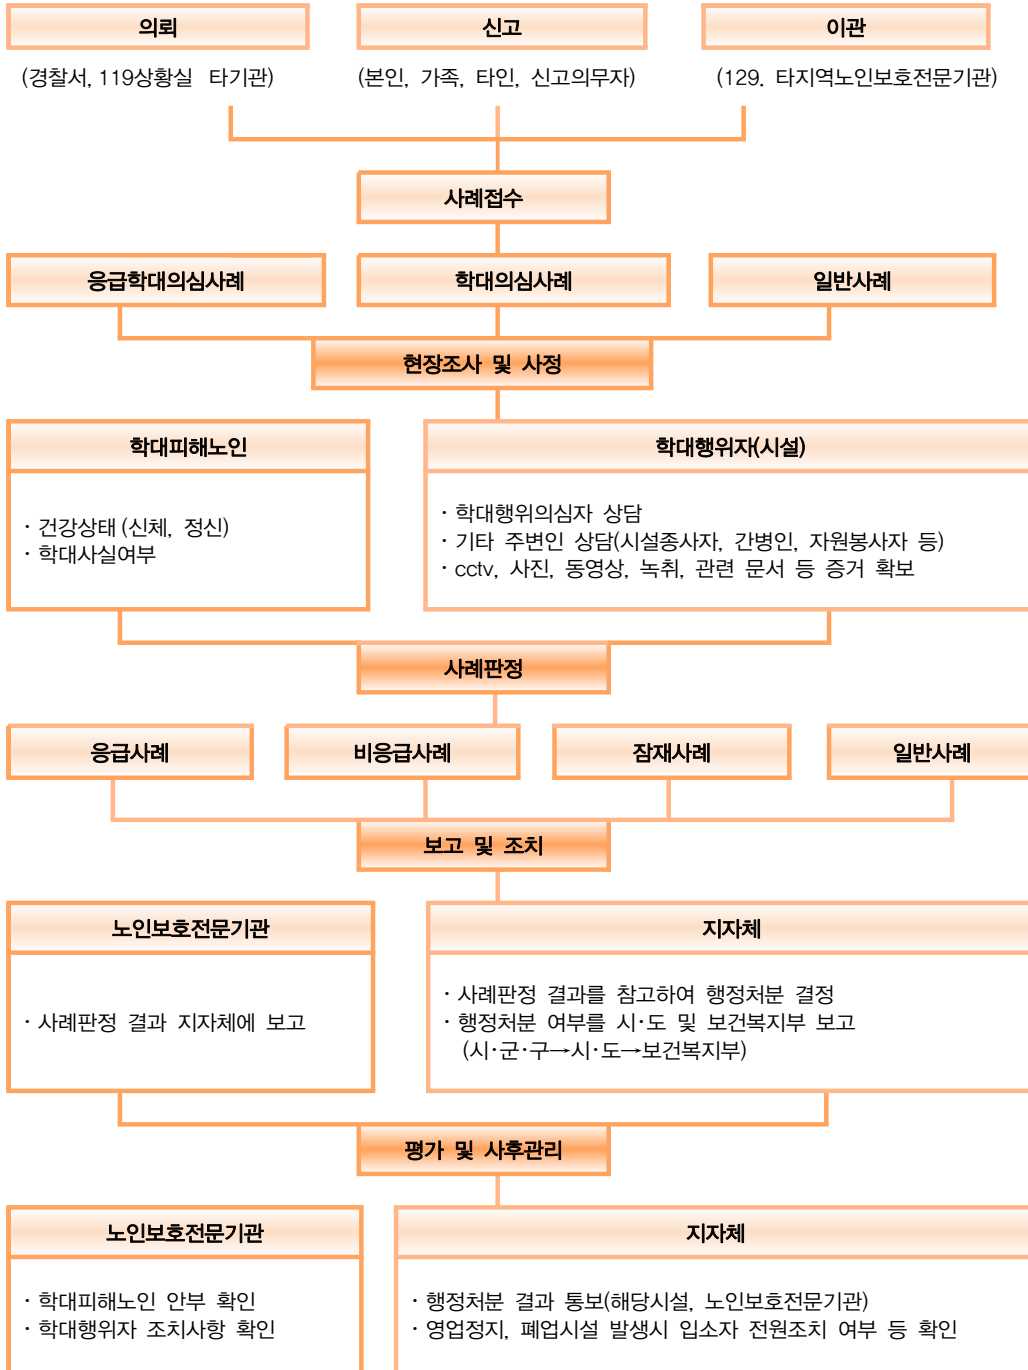 의뢰
신고
이관
(경찰서, 119상황실 타기관)
(본인, 가족, 타인, 신고의무자)
(129. 타지역노인보호전문기관)
사례접수
응급학대의심사례
학대의심사례
일반사례
현장조사 및 사정
학대피해노인
· 건강상태(신체, 정신)
· 학대사실여부
학대행위자(시설)
· 학대행위의심자 상담
· 기타 주변인 상담(시설종사자, 간병인, 자원봉사자 등)
· cctv, 사진, 동영상, 녹취, 관련 문서 등 증거 확보
사례판정
응급사례
비응급사례
잠재사례
일반사례
보고 및 조치
노인보호전문기관
· 사례판정 결과 지자체에 보고
지자체
· 사례판정 결과를 참고하여 행정처분 결정
· 행정처분 여부를 시·도 및 보건복지부 보고
(시·군·구→시·도→보건복지부)
평가 및 사후관리
노인보호전문기관
· 학대피해노인 안부 확인
· 학대행위자 조치사항 확인
지자체
· 행정처분 결과 통보(해당시설, 노인보호전문기관)
· 영업정지, 폐업시설 발생시 입소자 전원조치 여부 등 확인